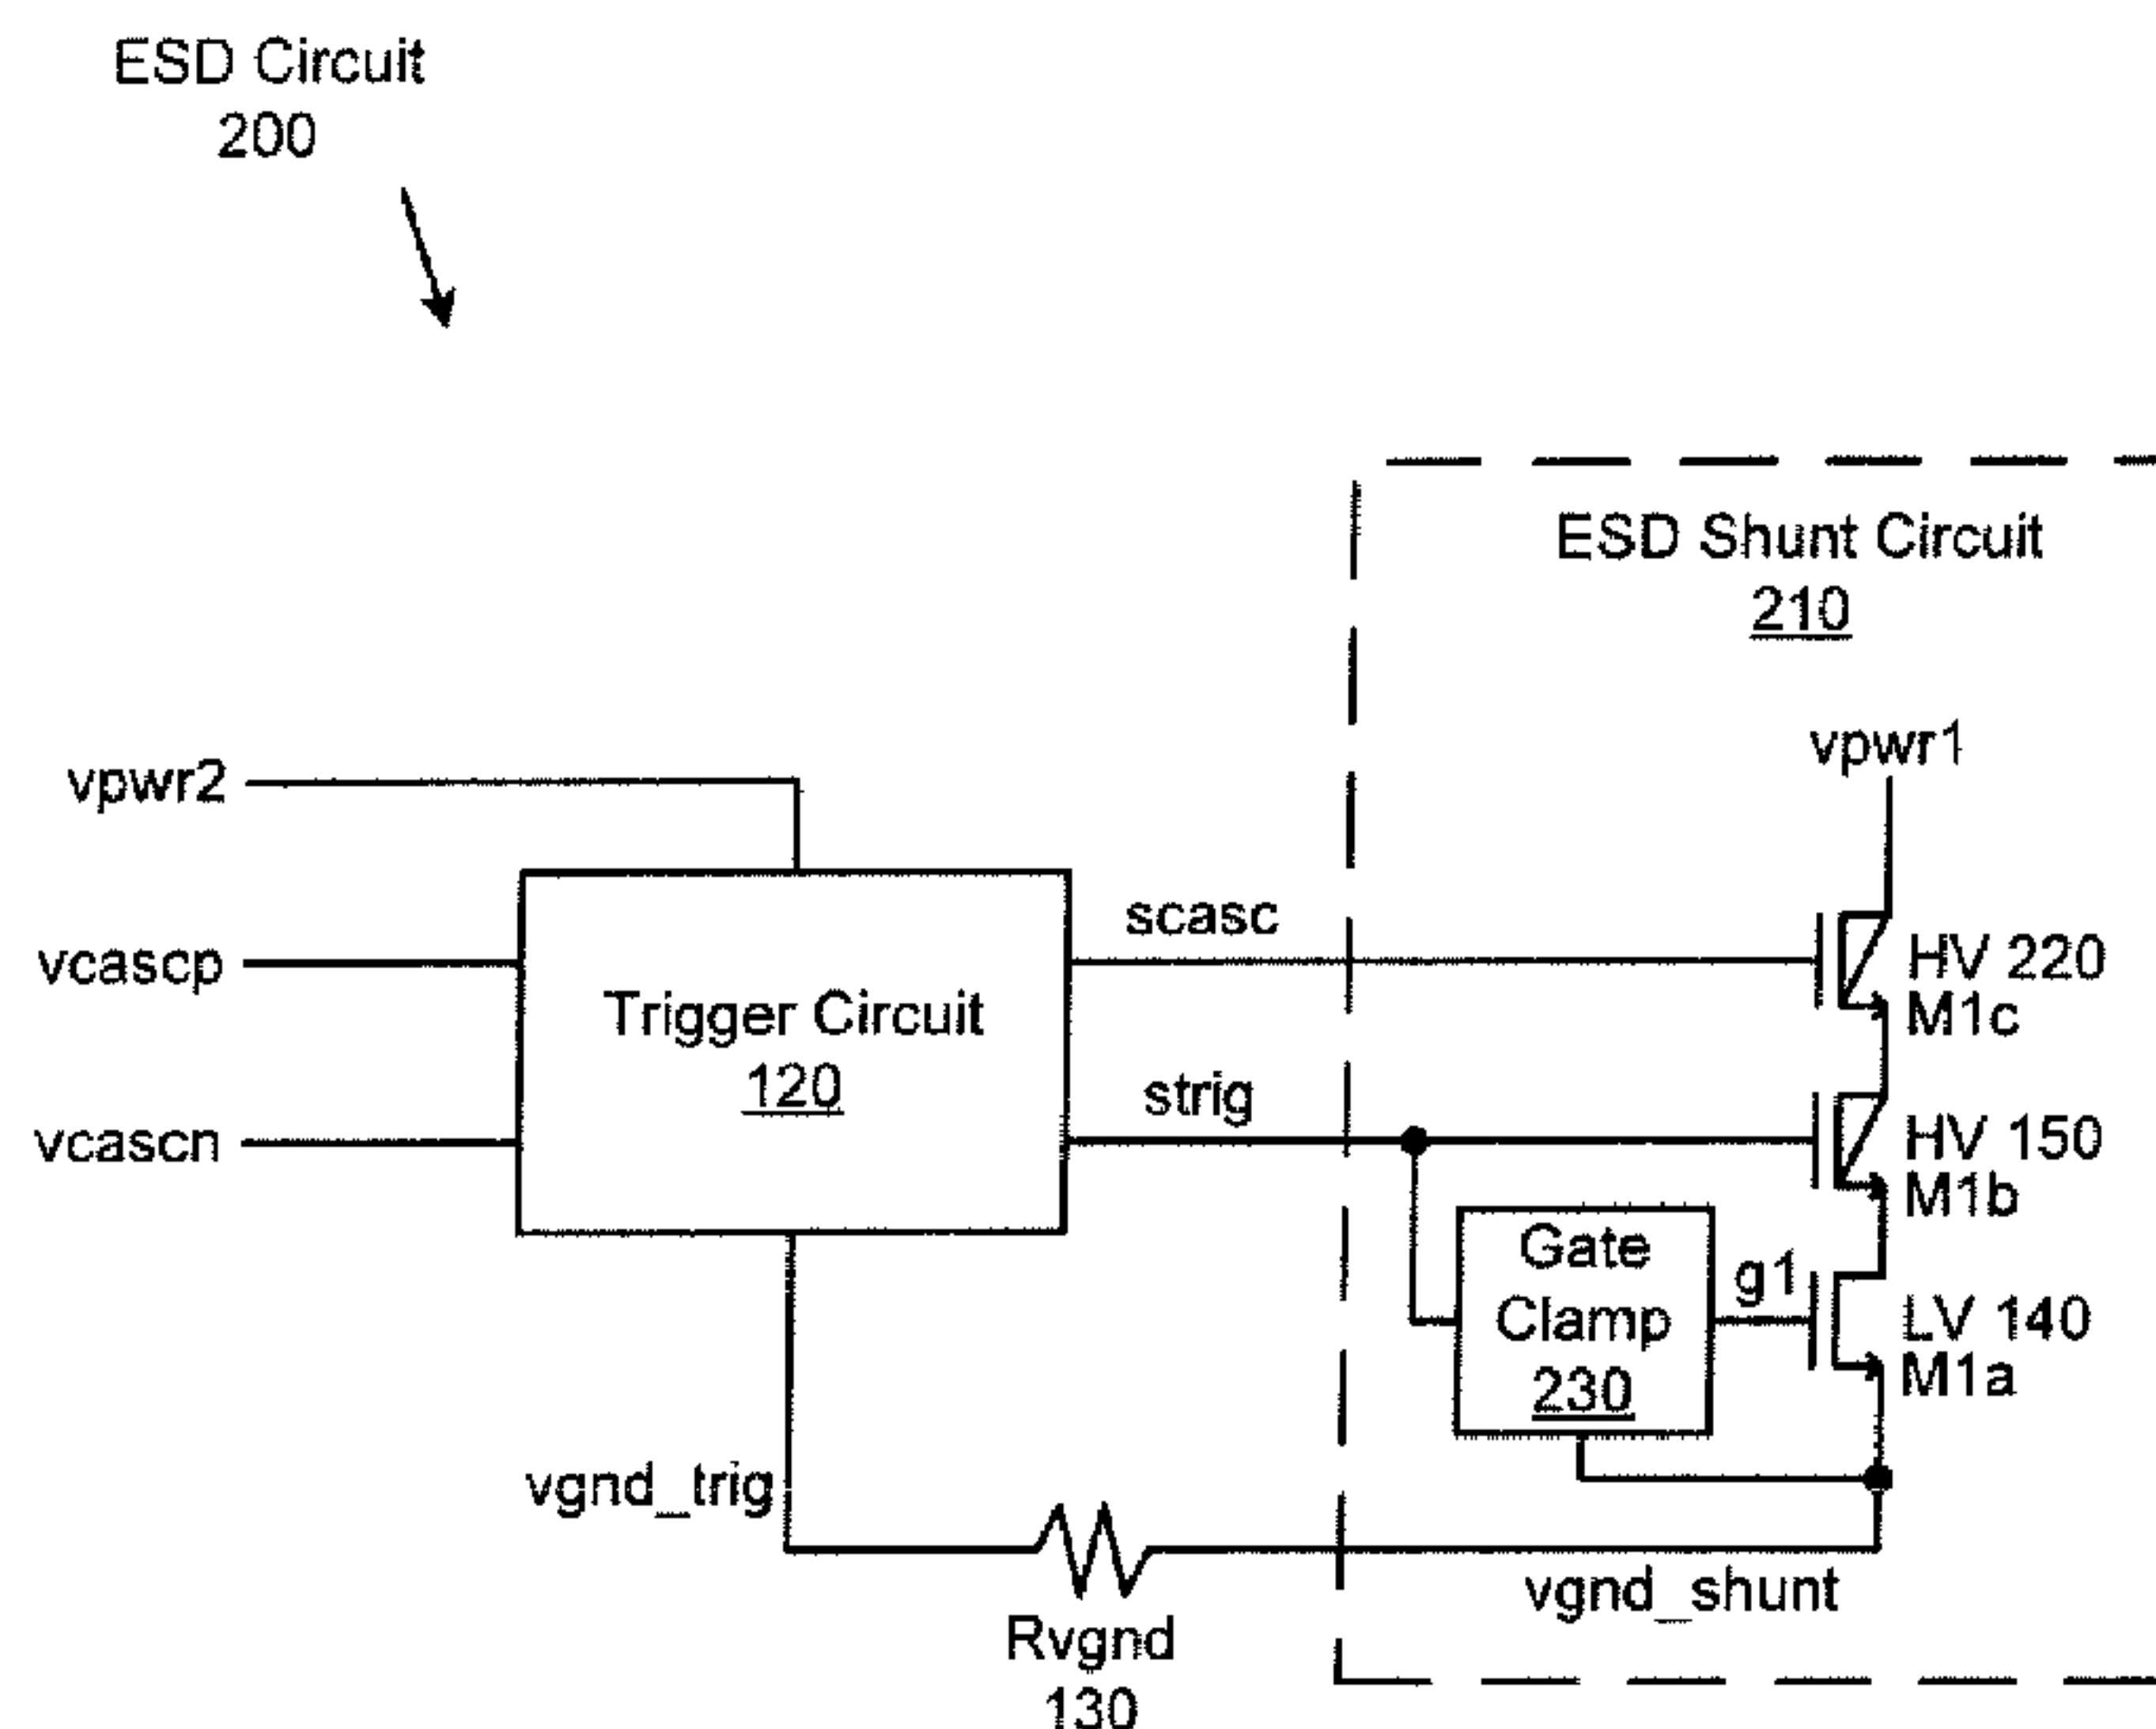 ESD Circuit
200
ESD Shunt Circuit
210
vpwr1
vpwr2
vcascp
vcascn
Trigger Circuit
120
scasc
strig
HV 220
M1c
HV 150
M1b
Gate
Clamp
230
g1
LV 140
M1a
vgnd_trig
Rvgnd
130
vgnd_shunt